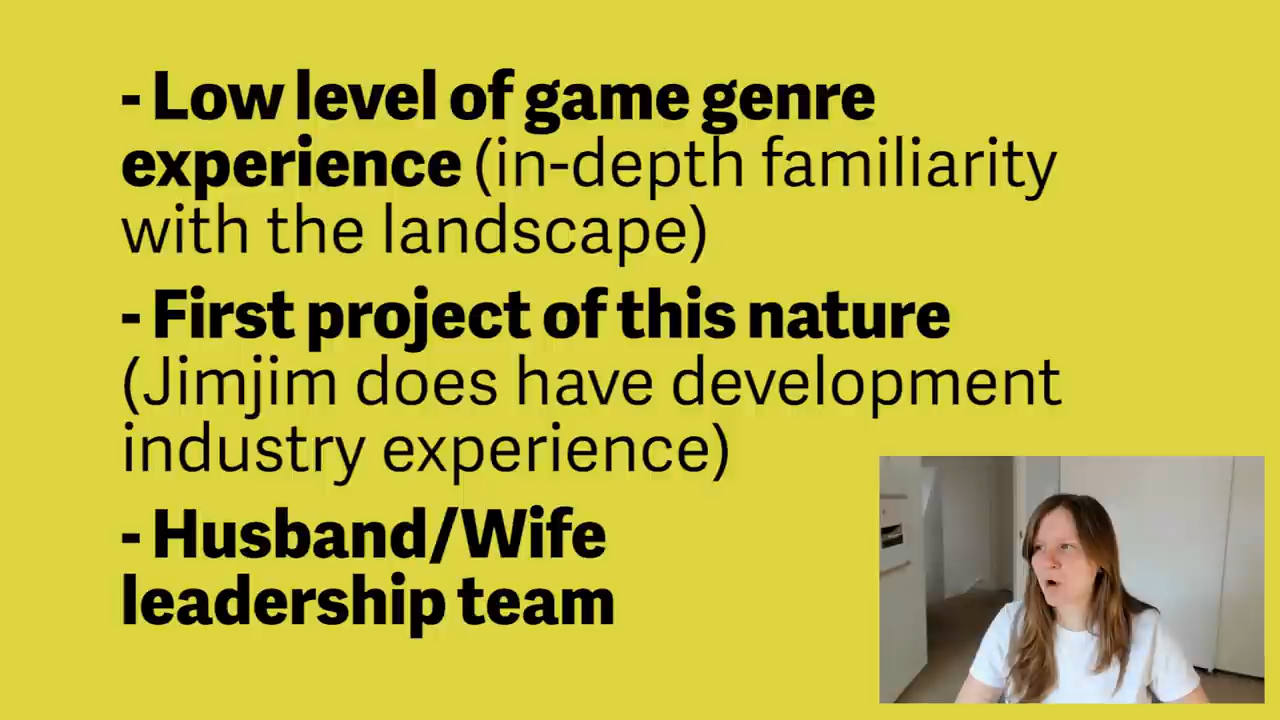 - Low level of game genre
experience (in-depth familiarity
with the landscape)
- First project of this nature
(Jimjim does have development
industry experience)
- Husband/Wife
leadership team